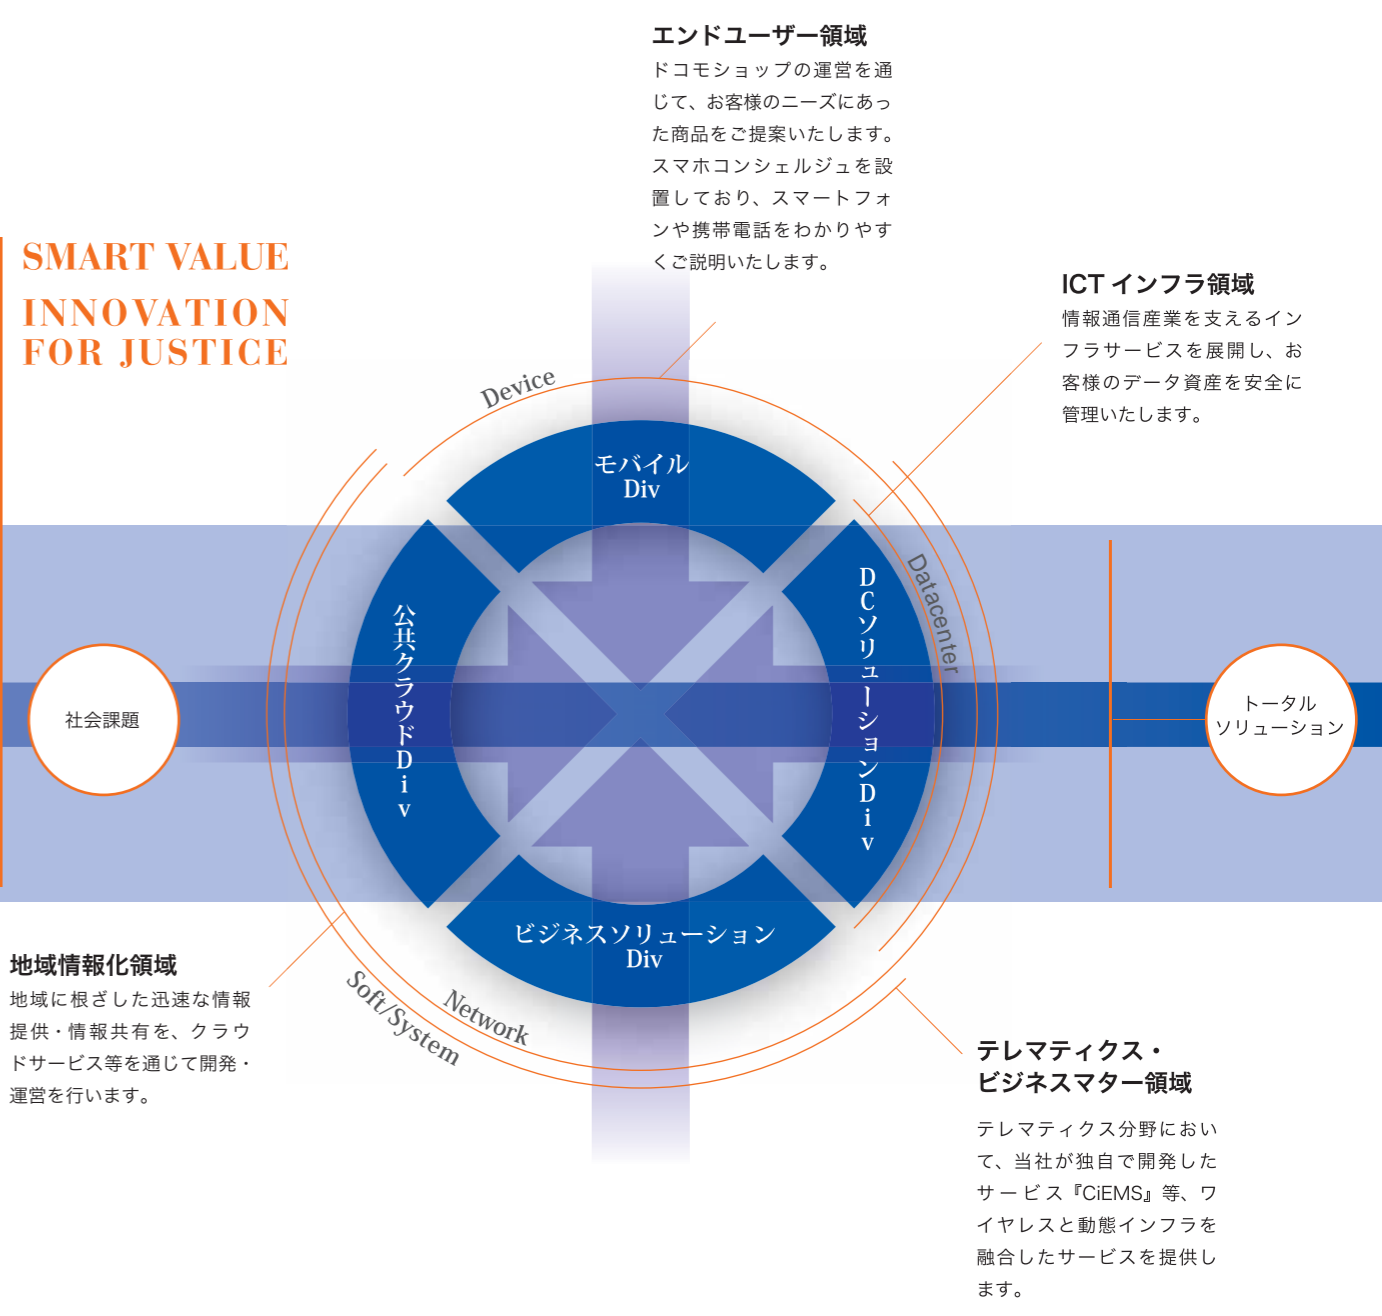 エンドユーザー領域
ドコモショップの運営を通
じて、お客様のニーズにあっ
た商品をご提案いたします。
スマホコンシェルジュを設
置しており、スマートフォ
ンや携帯電話をわかりやす
くご説明いたします。
SMART VALUE
INNOVATION
FOR JUSTICE
ICT インフラ領域
情報通信産業を支えるイン
フラサービスを展開し、お
客様のデータ資産を安全に
管理いたします。
Device
モバイル
Div
Datacenter
DCソリューションDiv
公共クラウドDiv
社会課題
トータル
ソリューション
ビジネスソリューション
Div
Network
Soft/System
地域情報化領域
地域に根ざした迅速な情報
提供・情報共有を、クラウ
ドサービス等を通じて開発・
運営を行います。
テレマティクス・
ビジネスマター領域
テレマティクス分野におい
て、当社が独自で開発した
サービス『CiEMS』等、ワ
イヤレスと動態インフラを
融合したサービスを提供し
ます。